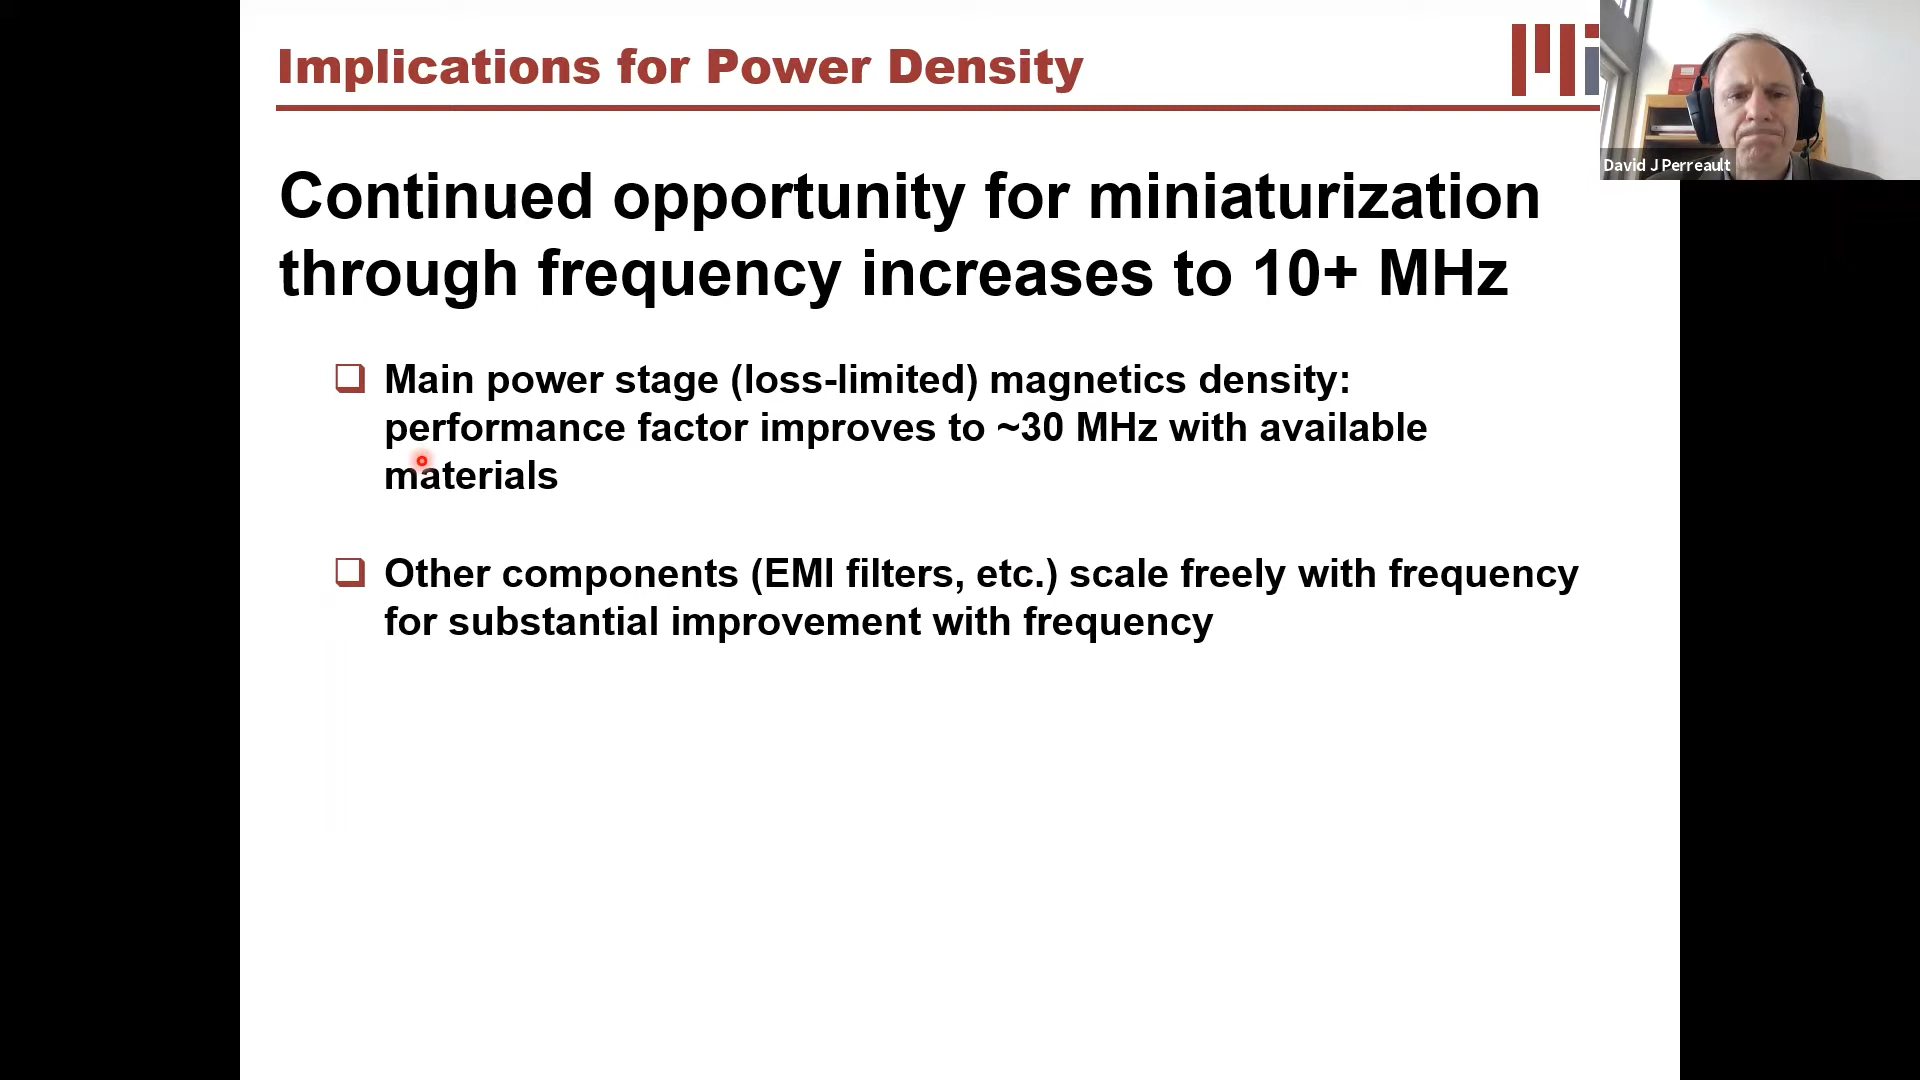 Implications for Power Density
David J Perreault
Continued opportunity for miniaturization
through frequency increases to 10+ MHz
Main power stage (loss-limited) magnetics density:
performance factor improves to ~30 MHz with available
materials
Other components (EMI filters, etc.) scale freely with frequency
for substantial improvement with frequency